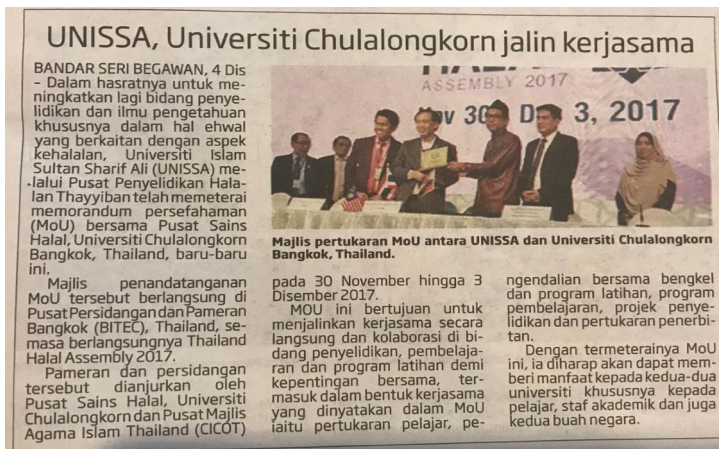 UNISSA, Universiti Chulalongkorn jalin kerjasama
BANDAR SERI BEGAWAN, 4 Dis
- Dalam hasratnya untuk me-
ningkatkan lagi bidang penye-
lidikan dan ilmu pengetahuan
khususnya dalam hal ehwal
yang berkaitan dengan aspek
kehalalan, Universiti Islam
Sultan Sharif Ali (UNISSA) me-
lalui Pusat Penyelidikan Hala-
lan Thayyiban telah memeterai
memorandum persefahaman
(MoU) bersama Pusat Sains
Halal, Universiti Chulalongkorn
Bangkok, Thailand, baru-baru
ini.
Majlis penandatanganan
MoU tersebut berlangsung di
Pusat Persidangan dan Pameran
Bangkok (BITEC), Thailand, se-
masa berlangsungnya Thailand
Halal Assembly 2017.
Pameran dan persidangan
tersebut dianjurkan oleh
Pusat Sains Halal, Universiti
Chulalongkorn dan Pusat Majlis
Agama Islam Thailand (CICOT)
ASSEMBLY 2017
Nov 30 D 3, 2017
Majlis pertukaran MoU antara UNISSA dan Universiti Chulalongkorn
Bangkok, Thailand.
pada 30 November hingga 3
Disember 2017.
MOU ini bertujuan untuk
menjalinkan kerjasama secara
langsung dan kolaborasi di bi-
dang penyelidikan, pembelaja-
ran dan program latihan demi
kepentingan bersama, ter-
masuk dalam bentuk kerjasama
yang dinyatakan dalam MoU
iaitu pertukaran pelajar, pe-
ngendalian bersama bengkel
dan program latihan, program
pembelajaran, projek penye-
lidikan dan pertukaran penerbi-
tan.
Dengan termeterainya MoU
ini, ia diharap akan dapat mem-
beri manfaat kepada kedua-dua
universiti khususnya kepada
pelajar, staf akademik dan juga
kedua buah negara.